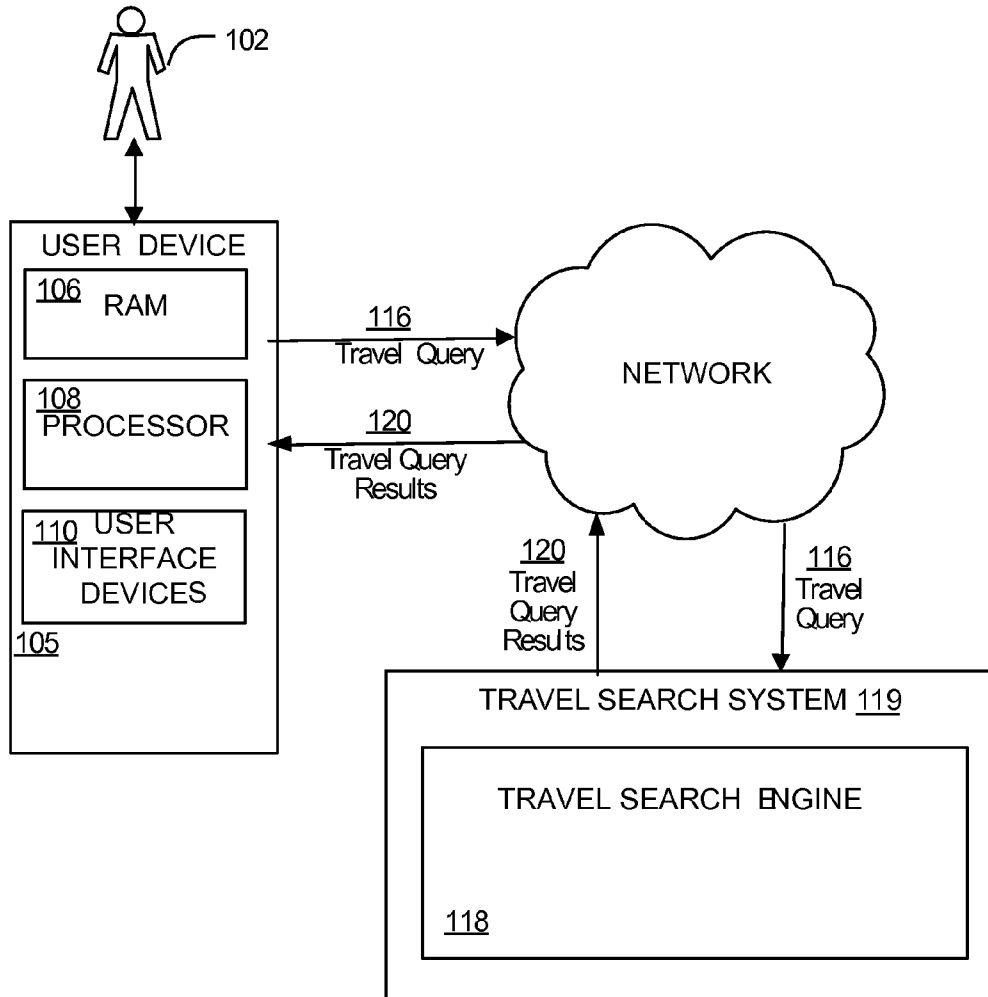 102
USER DEVICE
106
RAM
108
PROCESSOR
110
USER
INTERFACE
DEVICES
105
116
Travel Query
120
Travel Query
Results
NETWORK
120
Travel
Query
Results
116
Travel
Query
TRAVEL SEARCH SYSTEM 119
TRAVEL SEARCH ENGINE
118